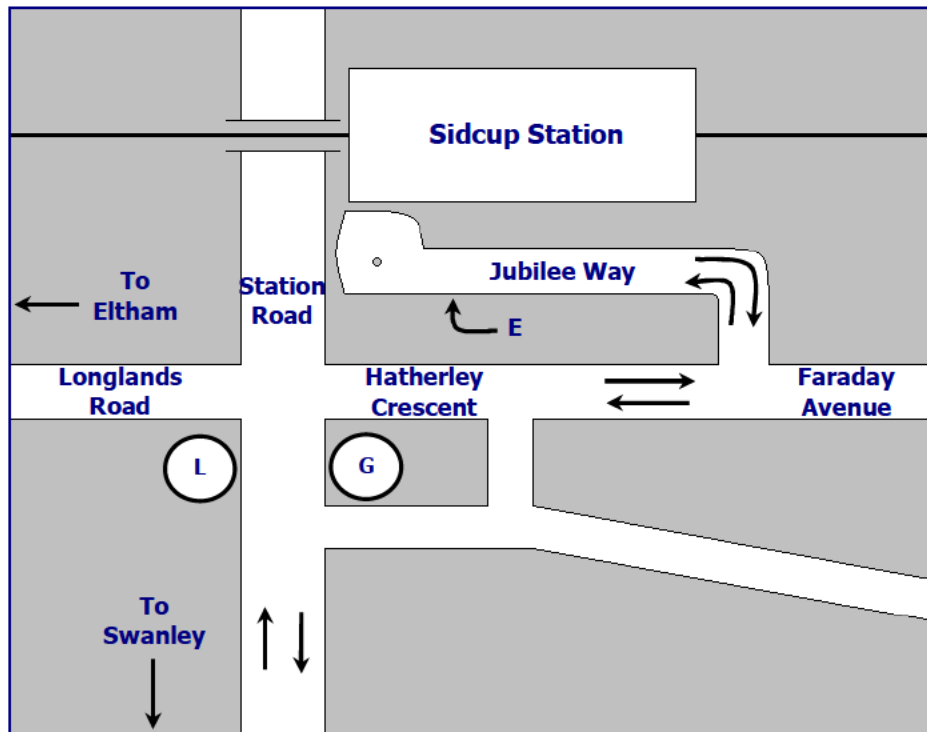 Sidcup Station
Jubilee Way
To
Eltham
Station
Road
E
Longlands
Road
Hatherley
Crescent
Faraday
Avenue
L
G
To
Swanley